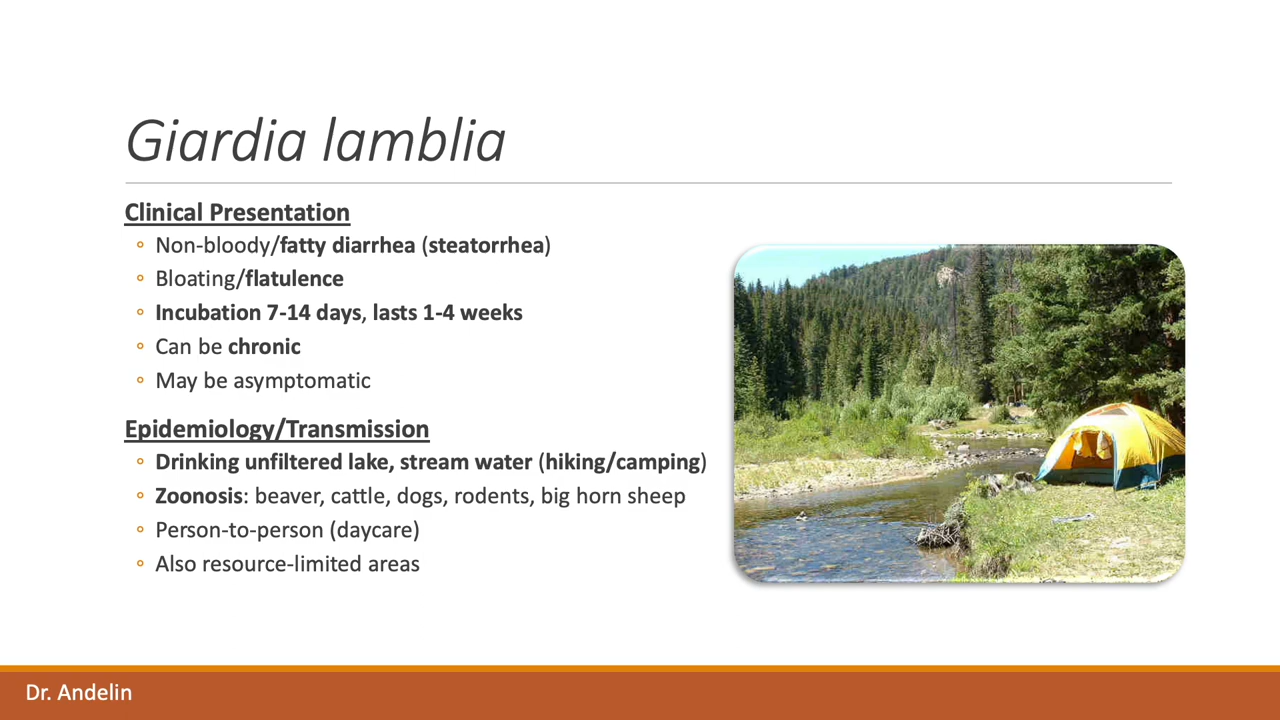 Giardia lamblia
Clinical Presentation
◦ Non-bloody/fatty diarrhea (steatorrhea)
◦ Bloating/flatulence
◦ Incubation 7-14 days, lasts 1-4 weeks
◦ Can be chronic
◦ May be asymptomatic
Epidemiology/Transmission
◦ Drinking unfiltered lake, stream water (hiking/camping)
◦ Zoonosis: beaver, cattle, dogs, rodents, big horn sheep
◦ Person-to-person (daycare)
◦ Also resource-limited areas
Dr. Andelin